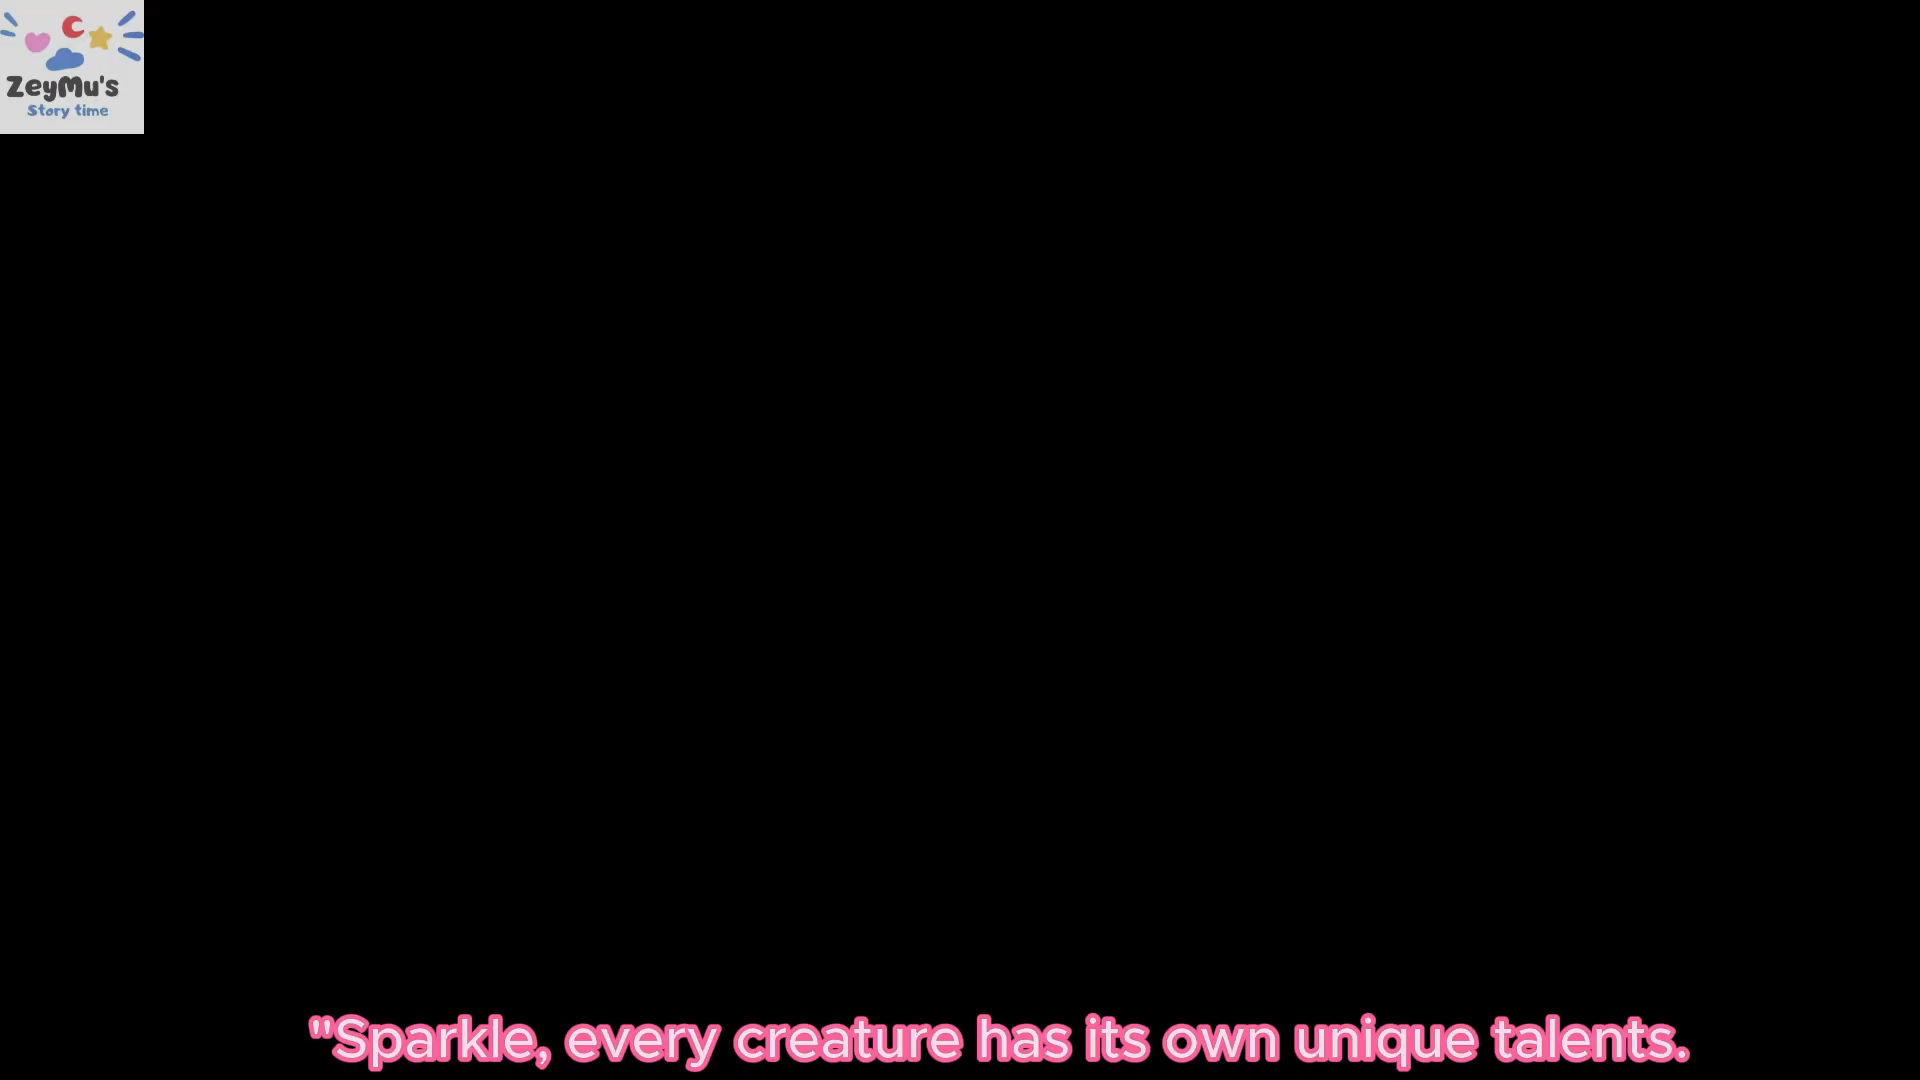 ZeyMu's
Story time
"Sparkle, every creature has its own unique talents.